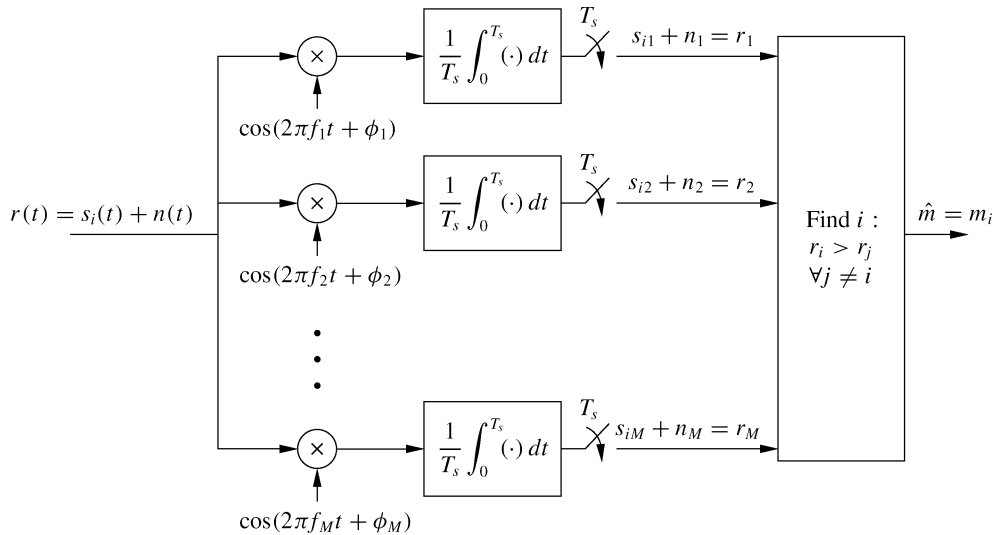 T_s
1/T_s ∫_0^{T_s} (·) dt
s_{i1} + n_1 = r_1
×
cos(2πf_1t + ϕ_1)
T_s
1/T_s ∫_0^{T_s} (·) dt
s_{i2} + n_2 = r_2
×
cos(2πf_2t + ϕ_2)
r(t) = s_i(t) + n(t)
Find i :
r_i > r_j
∀j ≠ i
m̂ = m_i
T_s
1/T_s ∫_0^{T_s} (·) dt
s_{iM} + n_M = r_M
×
cos(2πf_Mt + ϕ_M)